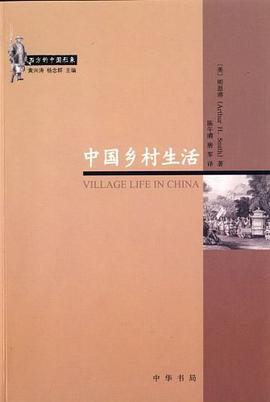 西方的中国形象
黄兴涛 杨念群 主编
〔美〕明恩溥 (Arthur H. Smith) 著
陈午晴 唐军 译
中国乡村生活
VILLAGE LIFE IN CHINA
中华书局